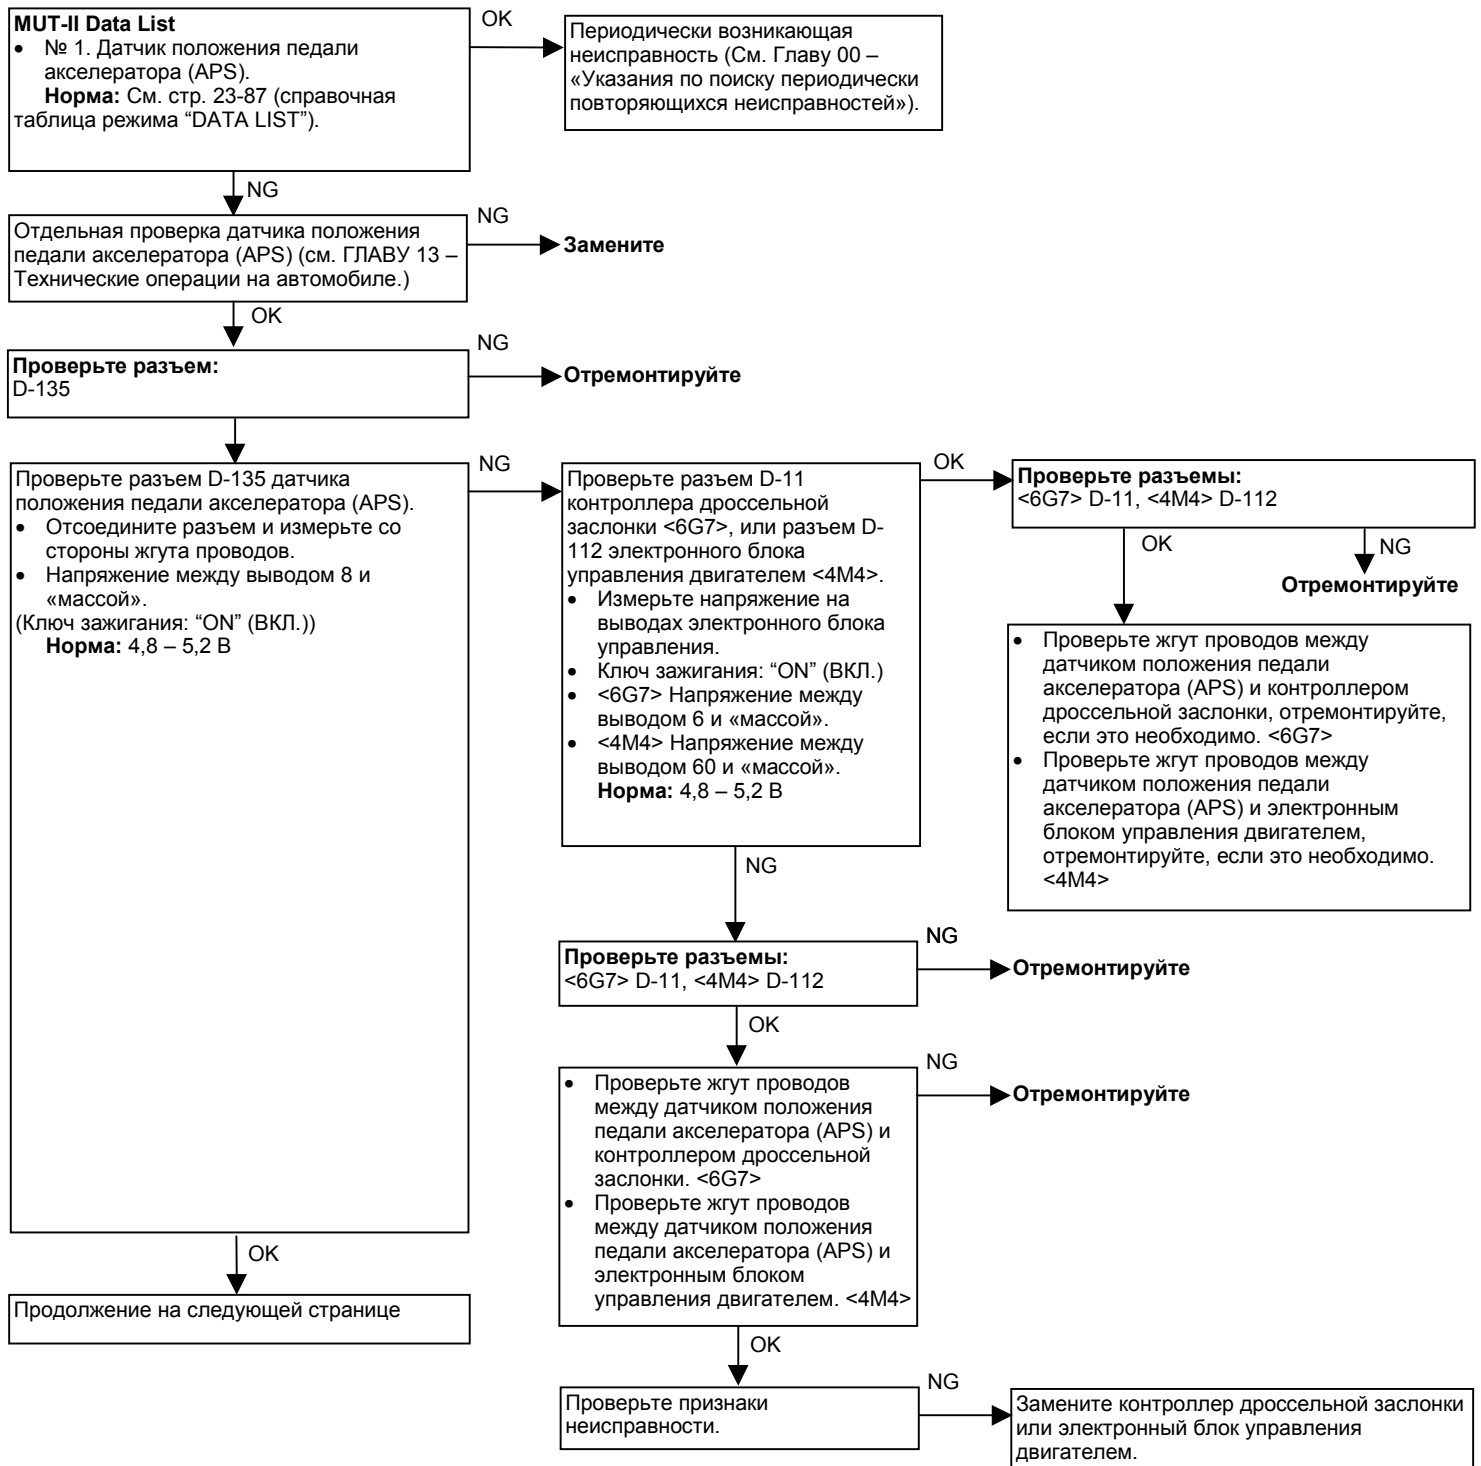 MUT-II Data List
• № 1. Датчик положения педали
акселератора (APS).
Норма: См. стр. 23-87 (справочная
таблица режима “DATA LIST”).
OK
Периодически возникающая
неисправность (См. Главу 00 –
«Указания по поиску периодически
повторяющихся неисправностей»).
NG
Отдельная проверка датчика положения
педали акселератора (APS) (см. ГЛАВУ 13 –
Технические операции на автомобиле.)
NG
Замените
OK
Проверьте разъем:
D-135
NG
Отремонтируйте
Проверьте разъем D-135 датчика
положения педали акселератора (APS).
• Отсоедините разъем и измерьте со
стороны жгута проводов.
• Напряжение между выводом 8 и
«массой».
(Ключ зажигания: “ON” (ВКЛ.))
Норма: 4,8 – 5,2 В
NG
Проверьте разъем D-11
контроллера дроссельной
заслонки <6G7>, или разъем D-
112 электронного блока
управления двигателем <4M4>.
• Измерьте напряжение на
выводах электронного блока
управления.
• Ключ зажигания: “ON” (ВКЛ.)
• <6G7> Напряжение между
выводом 6 и «массой».
• <4M4> Напряжение между
выводом 60 и «массой».
Норма: 4,8 – 5,2 В
OK
Проверьте разъемы:
<6G7> D-11, <4M4> D-112
OK
NG
Отремонтируйте
• Проверьте жгут проводов между
датчиком положения педали
акселератора (APS) и контроллером
дроссельной заслонки, отремонтируйте,
если это необходимо. <6G7>
• Проверьте жгут проводов между
датчиком положения педали
акселератора (APS) и электронным
блоком управления двигателем,
отремонтируйте, если это необходимо.
<4M4>
NG
Проверьте разъемы:
<6G7> D-11, <4M4> D-112
NG
Отремонтируйте
OK
• Проверьте жгут проводов
между датчиком положения
педали акселератора (APS) и
контроллером дроссельной
заслонки. <6G7>
• Проверьте жгут проводов
между датчиком положения
педали акселератора (APS) и
электронным блоком
управления двигателем. <4M4>
NG
Отремонтируйте
OK
Продолжение на следующей странице
OK
Проверьте признаки
неисправности.
NG
Замените контроллер дроссельной заслонки
или электронный блок управления
двигателем.